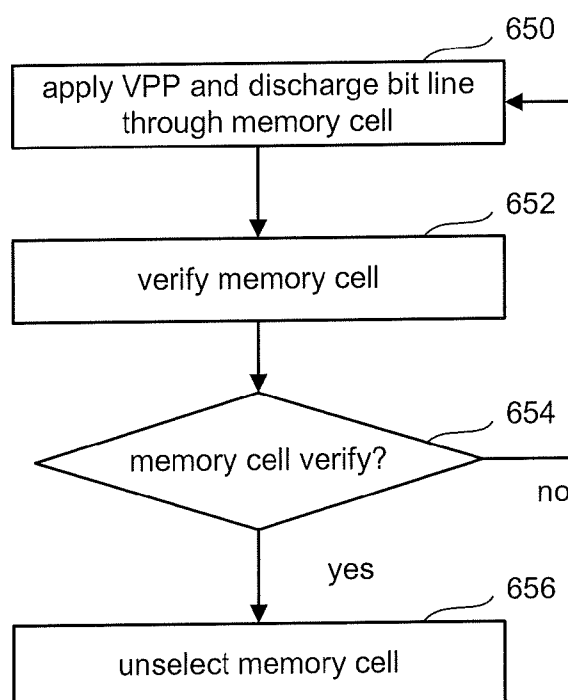 650
apply VPP and discharge bit line
through memory cell
652
verify memory cell
654
memory cell verify?
no
yes
656
unselect memory cell